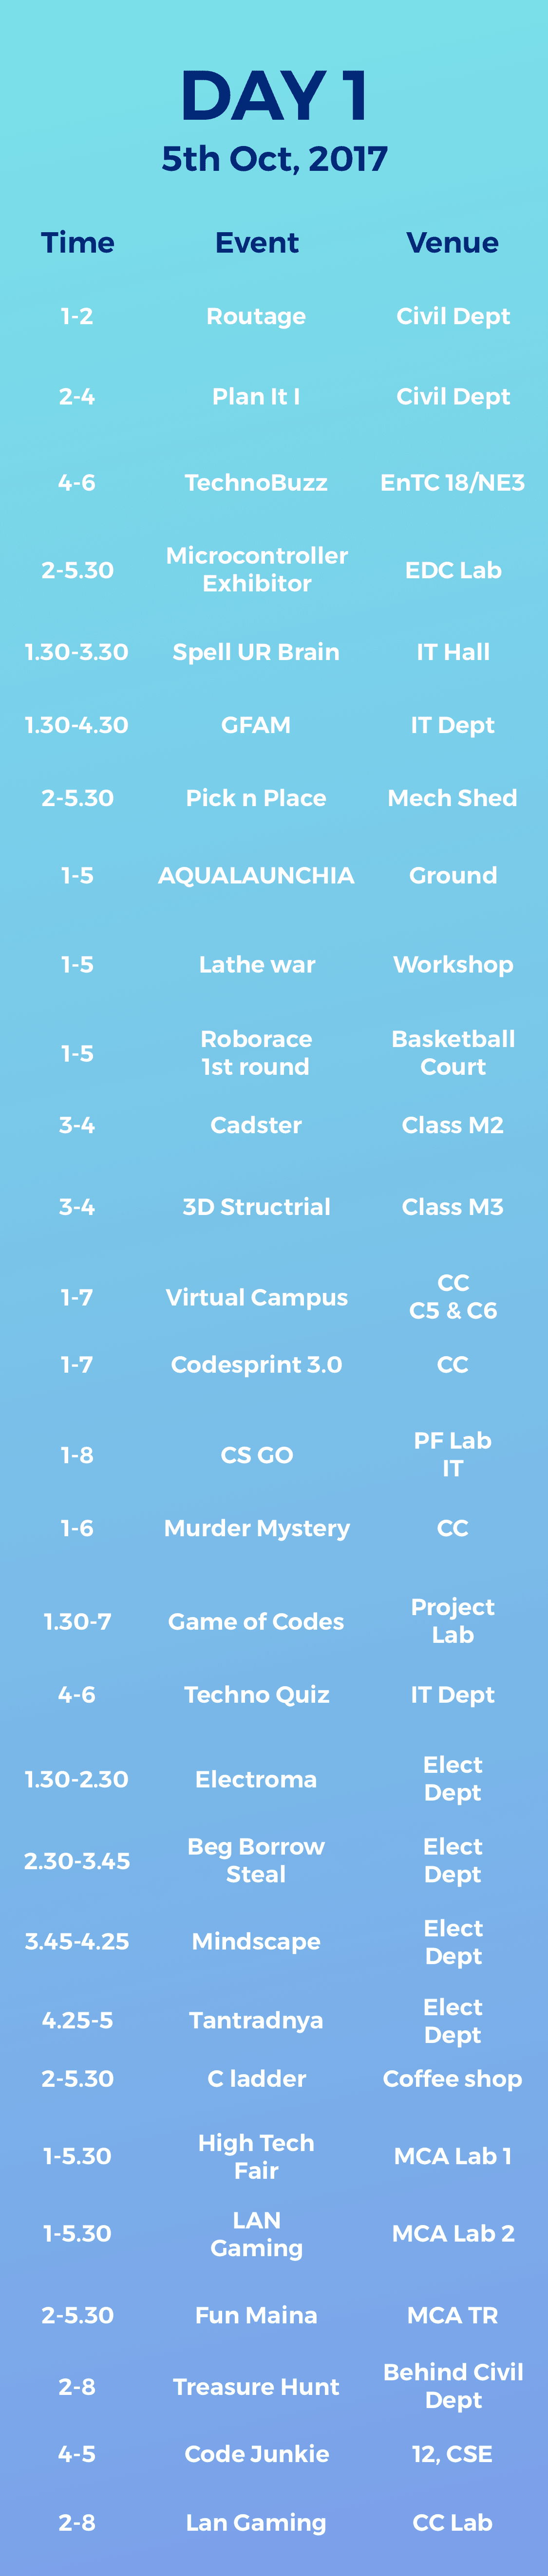 DAY 1
5th Oct, 2017
Time Event Venue
1-2 Routage Civil Dept
2-4 Plan It I Civil Dept
4-6 TechnoBuzz EnTC 18/NE3
Microcontroller
2-5.30 EDC Lab
Exhibitor
1.30-3.30 Spell UR Brain IT Hall
1.30-4.30 GFAM IT Dept
2-5.30 Pick n Place Mech Shed
1-5 AQUALAUNCHIA Ground
1-5 Lathe war Workshop
Roborace Basketball
1-5
1st round Court
3-4 Cadster Class M2
3-4 3D Structrial Class M3
CC
1-7 Virtual Campus
C5 & C6
1-7 Codesprint 3.0 CC
PF Lab
1-8 CS GO
IT
1-6 Murder Mystery CC
Project
1.30-7 Game of Codes
Lab
4-6 Techno Quiz IT Dept
Elect
1.30-2.30 Electroma
Dept
Beg Borrow Elect
2.30-3.45
Steal Dept
Elect
3.45-4.25 Mindscape
Dept
Elect
4.25-5 Tantradnya
Dept
2-5.30 C ladder Coffee shop
High Tech
1-5.30 MCA Lab 1
Fair
LAN
1-5.30 MCA Lab 2
Gaming
2-5.30 Fun Maina MCA TR
Behind Civil
2-8 Treasure Hunt
Dept
4-5 Code Junkie 12, CSE
2-8 Lan Gaming CC Lab